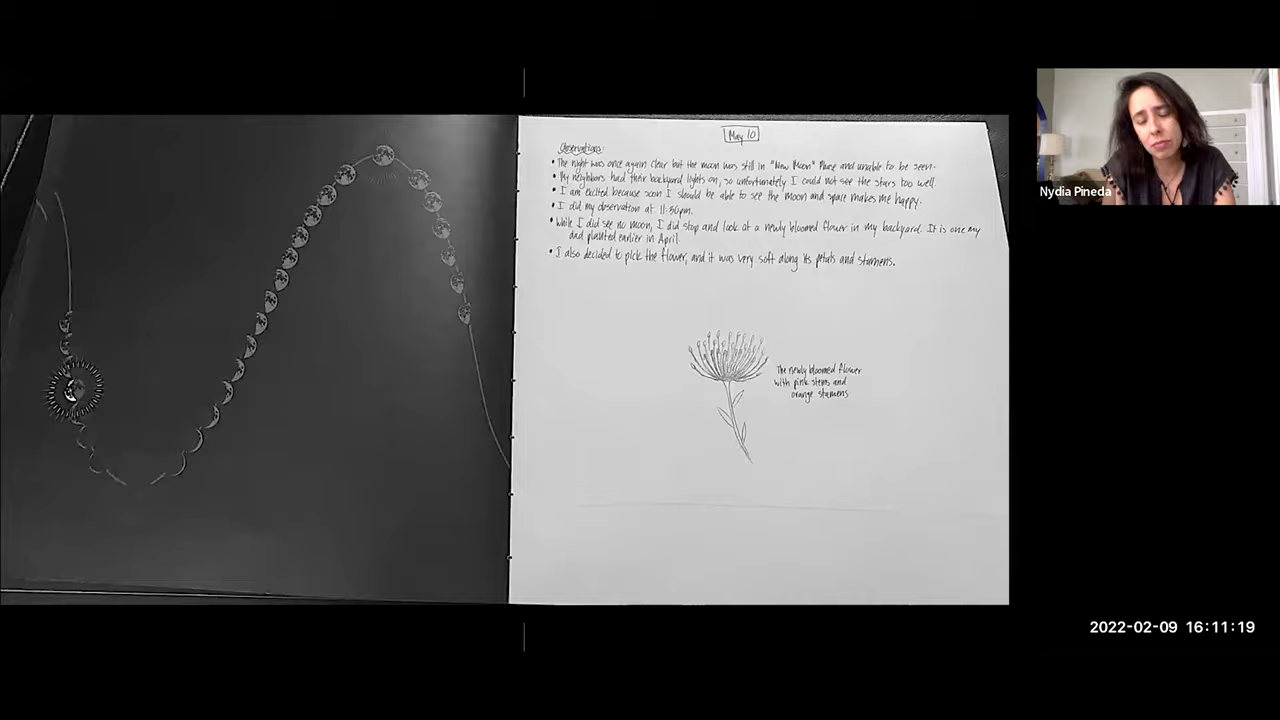 May 10
Observations:
• The night was once again clear but the moon was still in "New Moon" Phase and unable to be seen.
• My neighbors had their backyard lights on, so unfortunately I could not see the stars too well.
• I am excited because soon I should be able to see the moon and space makes me happy.
• I did my observation at 11:36pm.
• While I did see no moon, I did stop and look at a newly bloomed flower in my backyard. It is one my
dad planted earlier in April.
• I also decided to pick the flower, and it was very soft along its petals and stamens.
The newly bloomed flower
with pink stems and
orange stamens
Nydia Pineda
2022-02-09 16:11:19